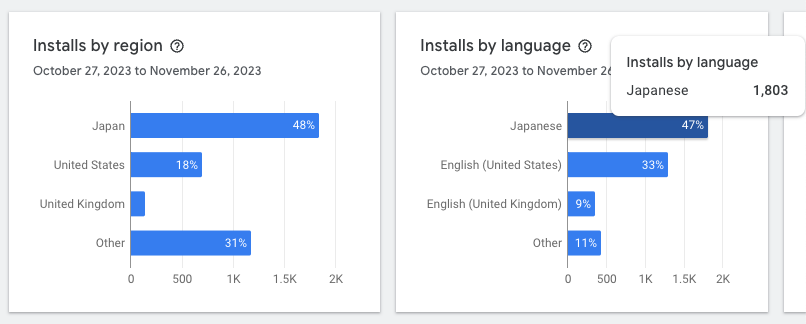 Installs by region
October 27, 2023 to November 26, 2023
Japan
48%
United States
18%
United Kingdom
Other
31%
0 500 1K 1.5K 2K
Installs by language
October 27, 2023 to November 26
Installs by language
Japanese 1,803
Japanese
47%
English (United States)
33%
English (United Kingdom)
9%
Other
11%
0 500 1K 1.5K 2K